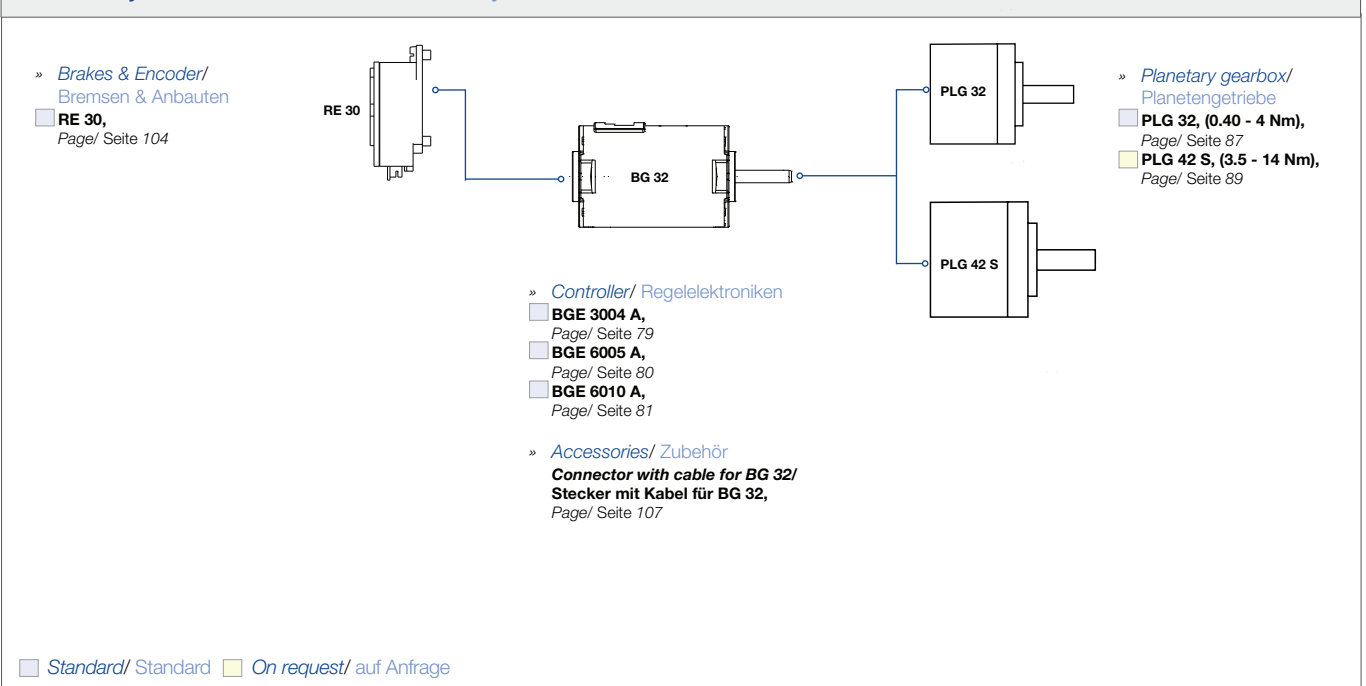 » Brakes & Encoder/
Bremsen & Anbauten
RE 30,
Page/ Seite 104
RE 30
BG 32
PLG 32
PLG 42 S
» Planetary gearbox/
Planetengetriebe
PLG 32, (0.40 - 4 Nm),
Page/ Seite 87
PLG 42 S, (3.5 - 14 Nm),
Page/ Seite 89
» Controller/ Regelelektroniken
BGE 3004 A,
Page/ Seite 79
BGE 6005 A,
Page/ Seite 80
BGE 6010 A,
Page/ Seite 81
» Accessories/ Zubehör
Connector with cable for BG 32/
Stecker mit Kabel für BG 32,
Page/ Seite 107
Standard/ Standard On request/ auf Anfrage